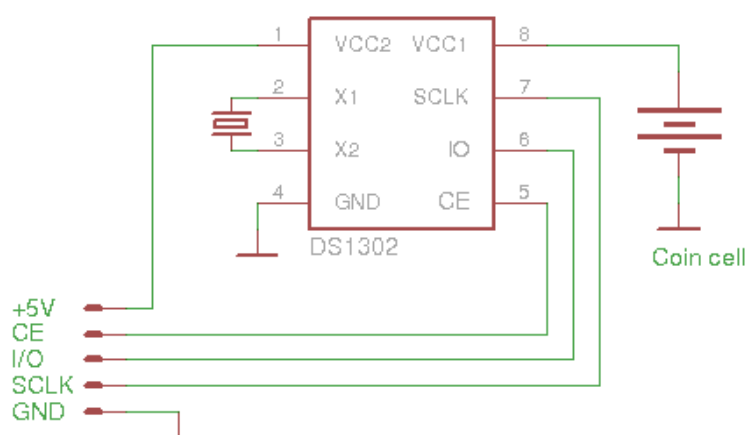 1 VCC2 VCC1 8
2 X1 SCLK 7
3 X2 IO 6
4 GND CE 5
DS1302
Coin cell
+5V
CE
I/O
SCLK
GND